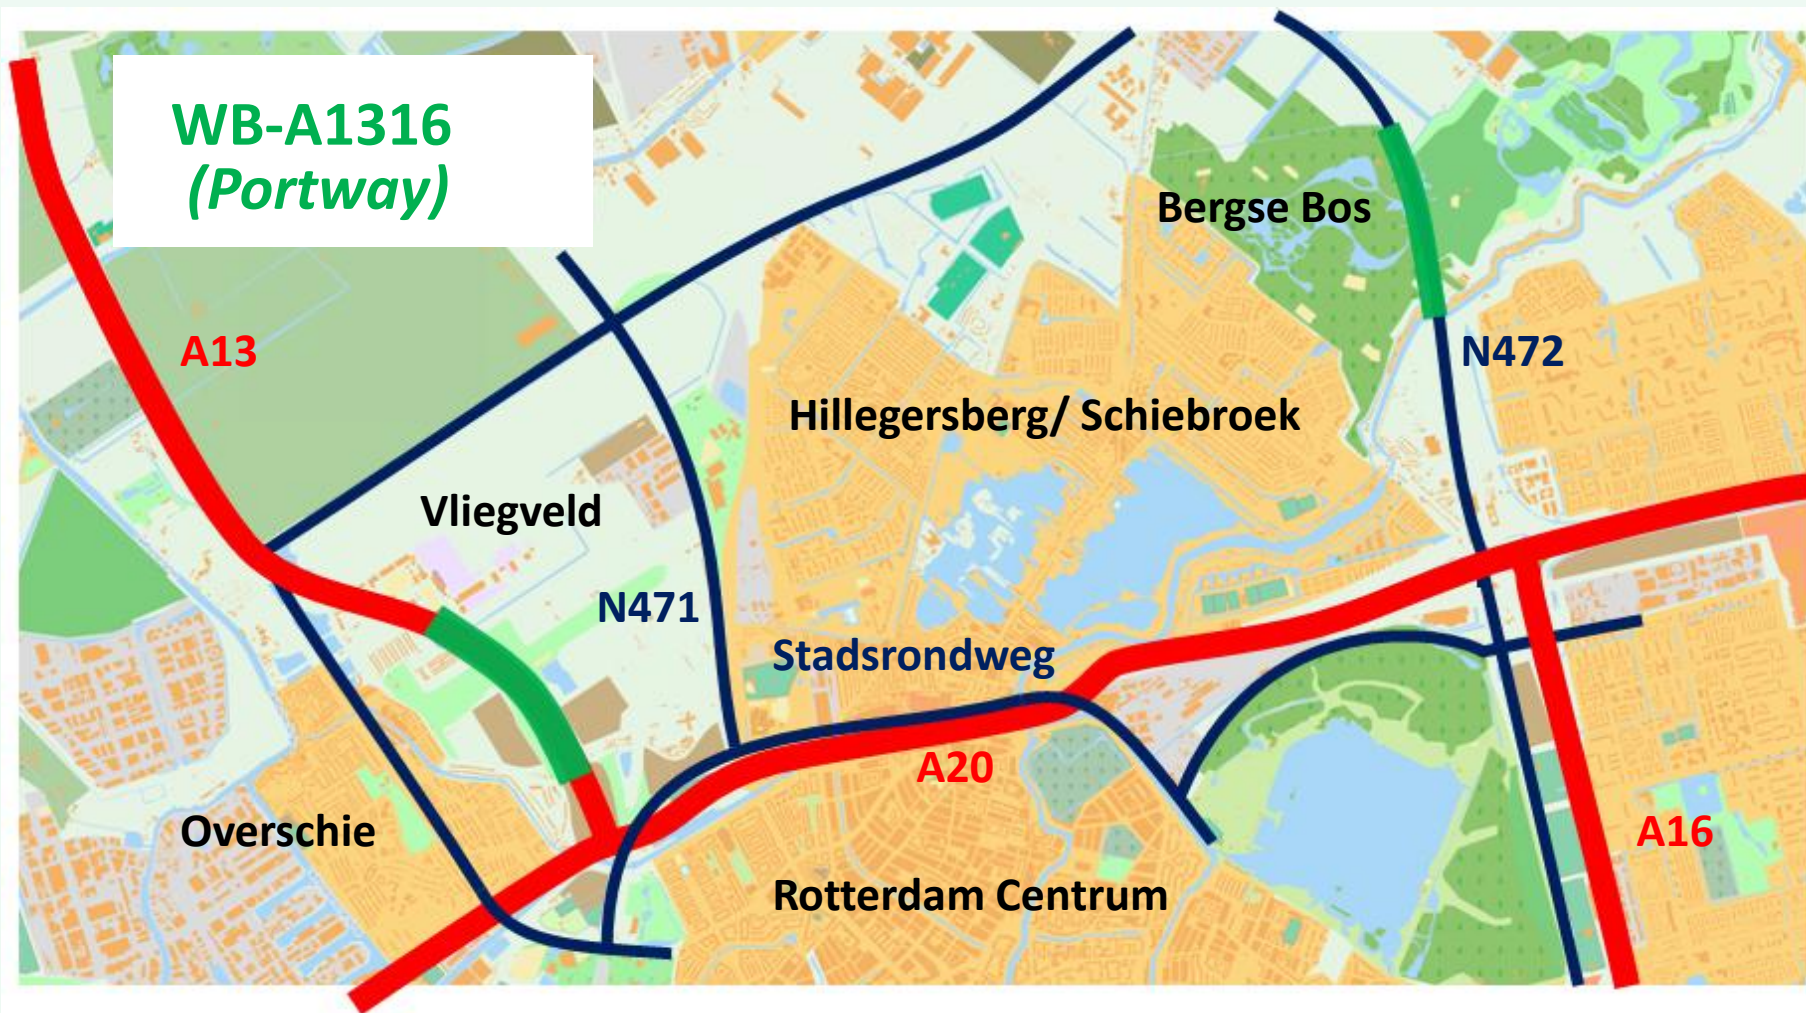 WB-A1316
(Portway)
Bergse Bos
A13
N472
Hillegersberg/ Schiebroek
Vliegveld
N471
Stadsrondweg
A20
Overschie
A16
Rotterdam Centrum